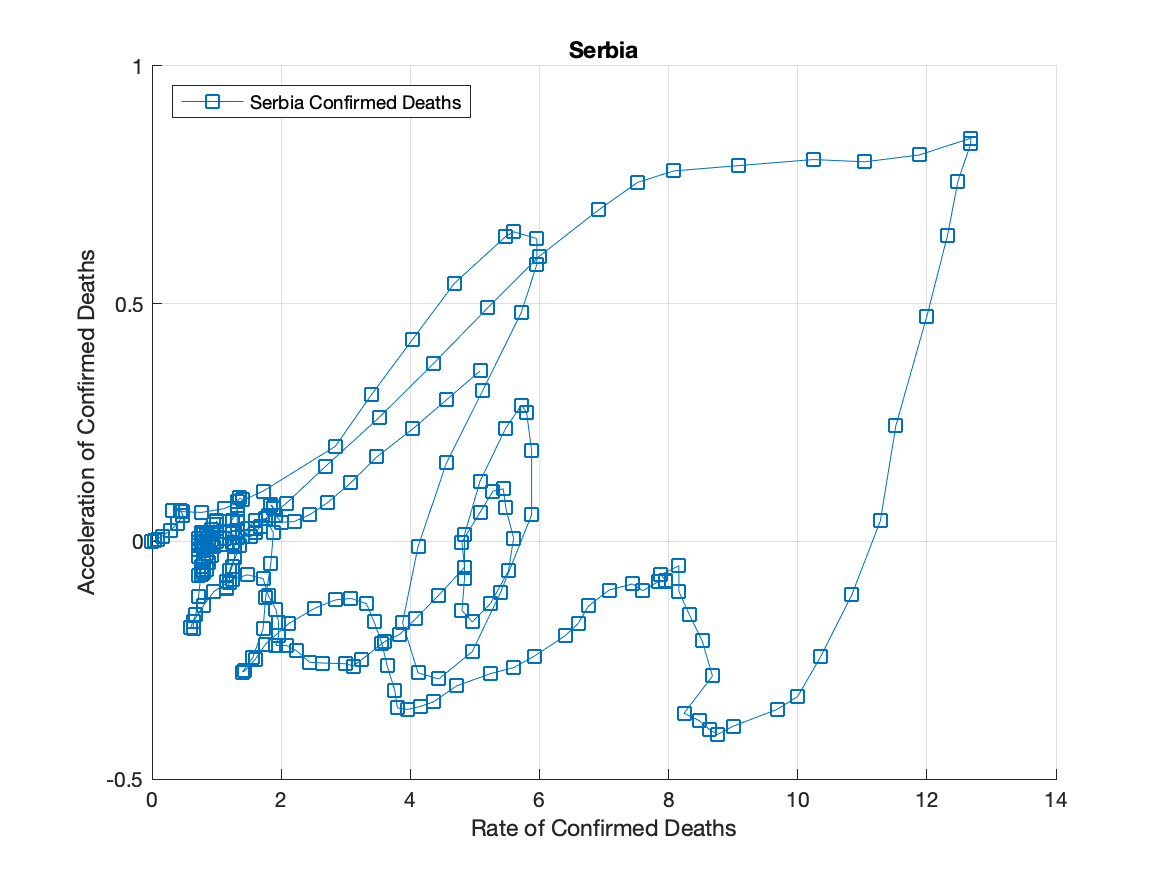 Serbia
Serbia Confirmed Deaths
1
0.5
0
-0.5
Acceleration of Confirmed Deaths
0 2 4 6 8 10 12 14
Rate of Confirmed Deaths